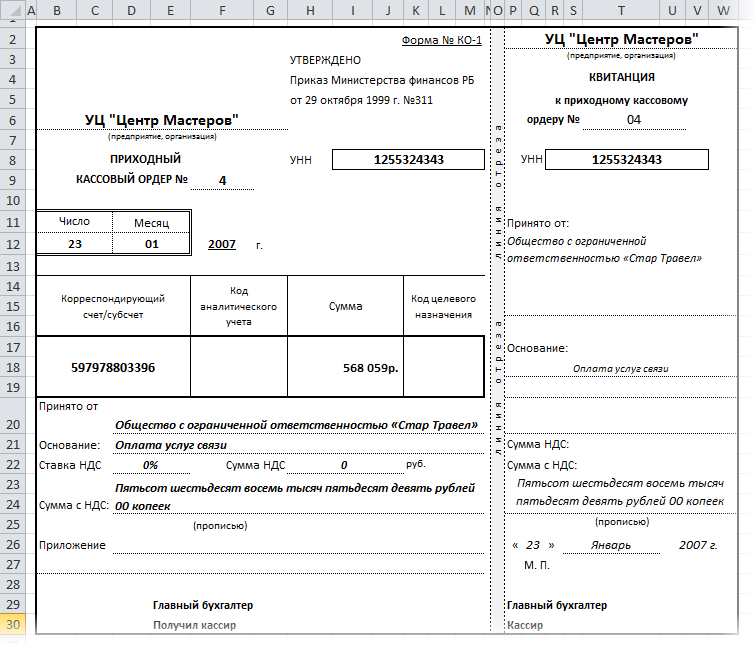 A B C D E F G H I J K L M N O P Q R S T U V W
2 3 4 5 6 7 8 9 10 11 12 13 14 15 16 17 18 19 20 21 22 23 24 25 26 27 28 29 30
Форма № КО-1
УТВЕРЖДЕНО
Приказ Министерства финансов РБ
от 29 октября 1999 г. №311
УЦ "Центр Мастеров"
(предприятие, организация)
ПРИХОДНЫЙ
КАССОВЫЙ ОРДЕР № 4
УНН 1255324343
Число Месяц
23 01 2007 г.
Корреспондирующий
счет/субсчет
Код
аналитического
учета
Сумма
Код целевого
назначения
597978803396 568 059р.
Принято от
Общество с ограниченной ответственностью «Стар Травел»
Основание: Оплата услуг связи
Ставка НДС 0% Сумма НДС 0 руб.
Пятьсот шестьдесят восемь тысяч пятьдесят девять рублей
Сумма с НДС: 00 копеек
(прописью)
Приложение
Главный бухгалтер
Получил кассир
линия отреза
линия отреза
линия отреза
УЦ "Центр Мастеров"
(предприятие, организация)
КВИТАНЦИЯ
к приходному кассовому
ордеру № 04
УНН 1255324343
Принято от:
Общество с ограниченной
ответственностью «Стар Травел»
Основание:
Оплата услуг связи
Сумма НДС:
Сумма с НДС:
Пятьсот шестьдесят восемь тысяч
пятьдесят девять рублей 00 копеек
(прописью)
« 23 » Январь 2007 г.
М. П.
Главный бухгалтер
Кассир